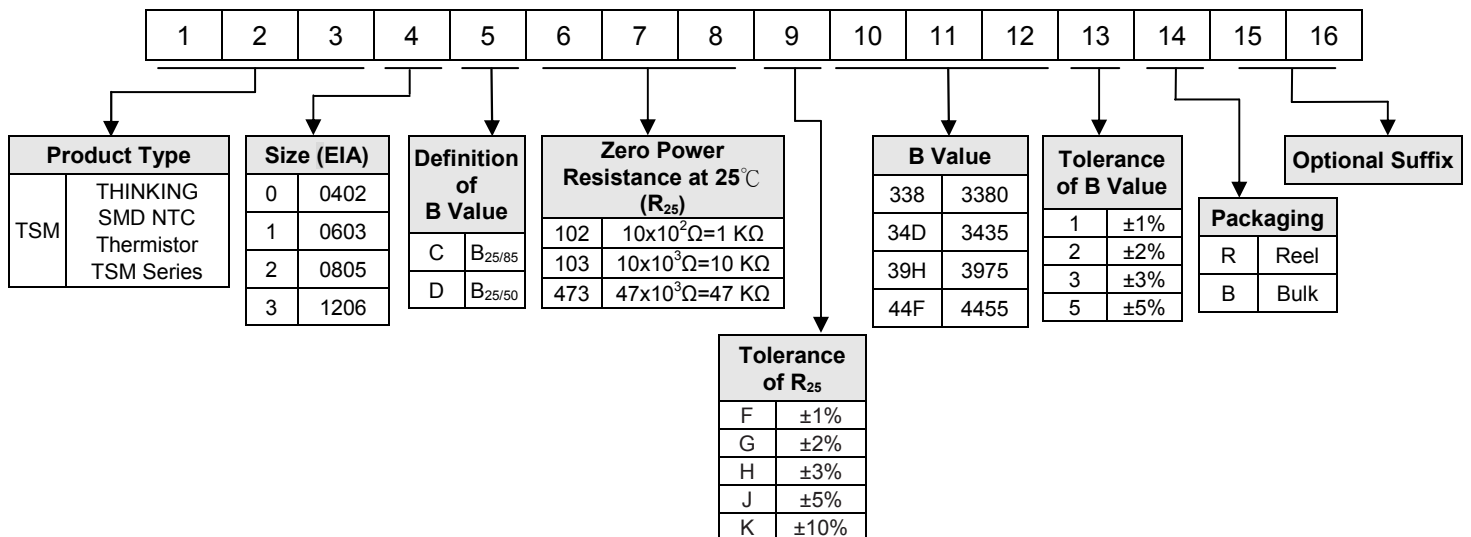 1 2 3 4 5 6 7 8 9 10 11 12 13 14 15 16
Product Type
TSM
THINKING
SMD NTC
Thermistor
TSM Series
Size (EIA)
0 0402
1 0603
2 0805
3 1206
Definition
of
B Value
C B25/85
D B25/50
Zero Power
Resistance at 25℃
(R25)
102 10x10²Ω=1 KΩ
103 10x10³Ω=10 KΩ
473 47x10³Ω=47 KΩ
Tolerance
of R25
F ±1%
G ±2%
H ±3%
J ±5%
K ±10%
B Value
338 3380
34D 3435
39H 3975
44F 4455
Tolerance
of B Value
1 ±1%
2 ±2%
3 ±3%
5 ±5%
Packaging
R Reel
B Bulk
Optional Suffix